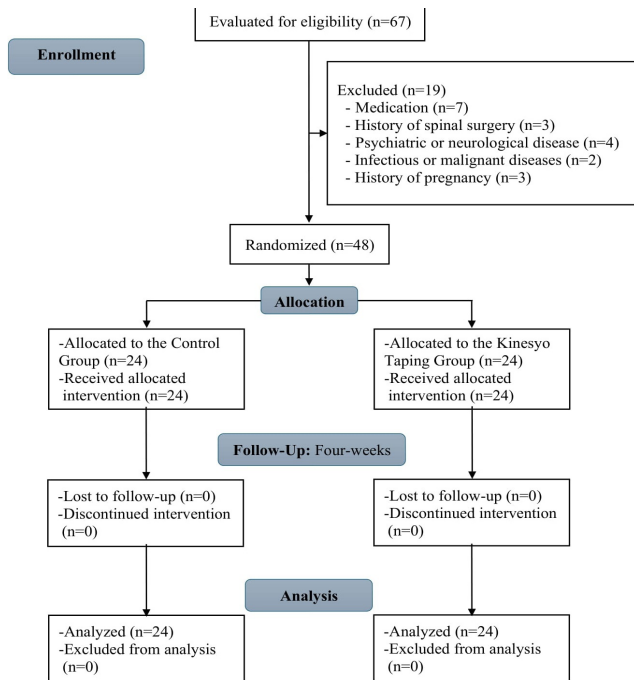 Evaluated for eligibility (n=67)
Enrollment
Excluded (n=19)
- Medication (n=7)
- History of spinal surgery (n=3)
- Psychiatric or neurological disease (n=4)
- Infectious or malignant diseases (n=2)
- History of pregnancy (n=3)
Randomized (n=48)
Allocation
-Allocated to the Control
Group (n=24)
-Received allocated
intervention (n=24)
-Allocated to the Kinesyo
Taping Group (n=24)
-Received allocated
intervention (n=24)
Follow-Up: Four-weeks
-Lost to follow-up (n=0)
-Discontinued intervention
(n=0)
-Lost to follow-up (n=0)
-Discontinued intervention
(n=0)
Analysis
-Analyzed (n=24)
-Excluded from analysis
(n=0)
-Analyzed (n=24)
-Excluded from analysis
(n=0)